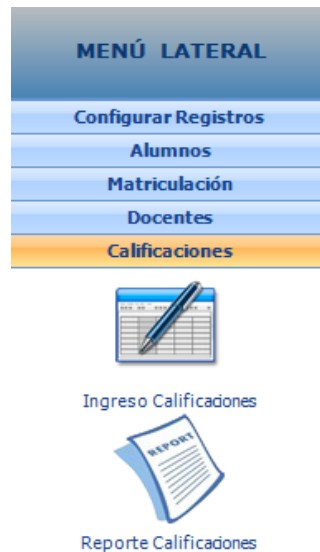 MENÚ LATERAL
Configurar Registros
Alumnos
Matriculación
Docentes
Calificaciones
Ingreso Calificaciones
REPORT
Reporte Calificaciones